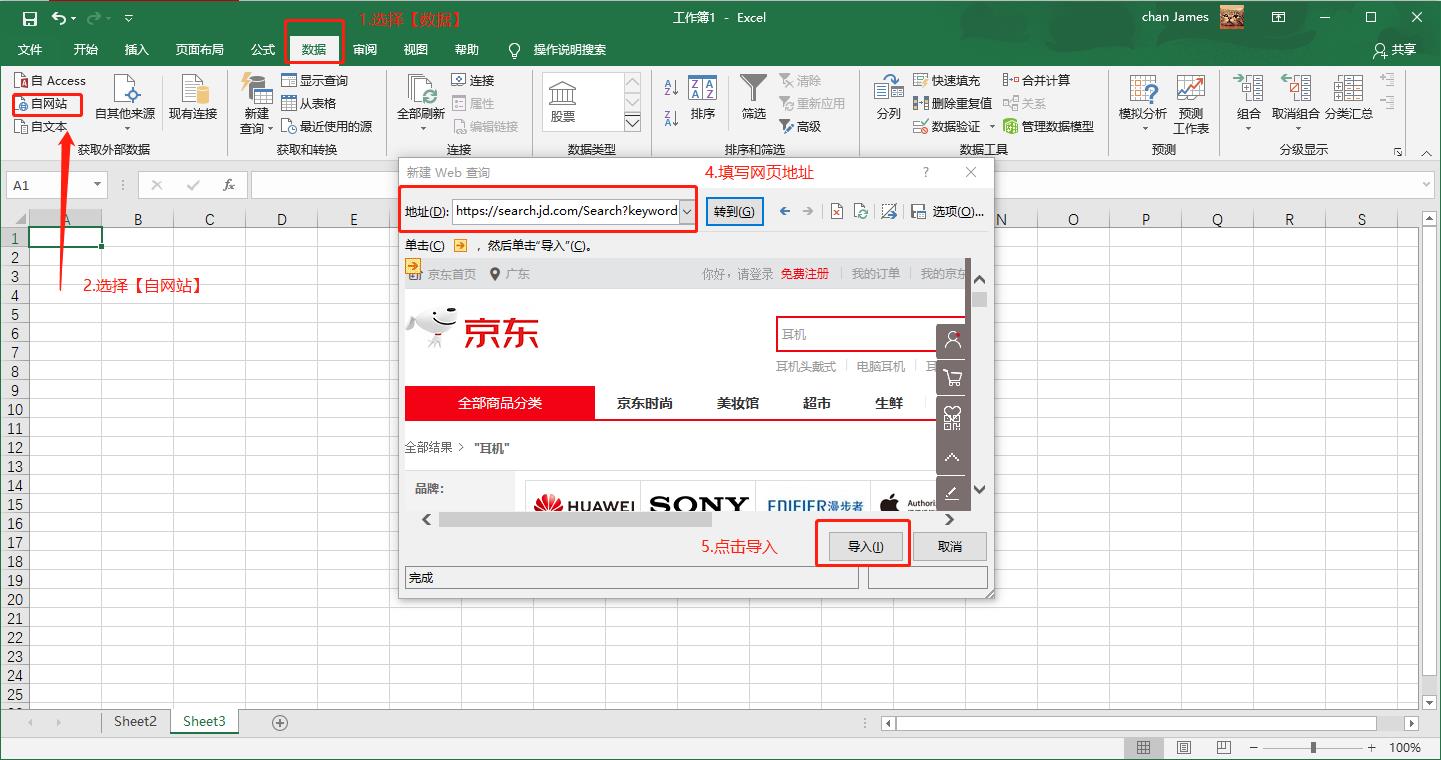 1.选择【数据】
工作簿1 - Excel
chan James
文件 开始 插入 页面布局 公式 数据 审阅 视图 帮助 操作说明搜索 共享
自 Access
自网站
自文本
自其他来源
现有连接
获取外部数据
新建
查询
显示查询
从表格
最近使用的源
获取和转换
全部刷新
连接
属性
编辑链接
连接
股票
数据类型
排序
筛选
清除
重新应用
高级
排序和筛选
分列
快速填充
删除重复值
数据验证
合并计算
关系
管理数据模型
数据工具
模拟分析
预测
工作表
预测
组合
取消组合
分类汇总
分级显示
A1
fx
新建 Web 查询
4.填写网页地址
?
地址(D): https://search.jd.com/Search?keyword 转到(G) 选项(O)...
单击(C) ，然后单击“导入”(C)。
京东首页 广东 你好，请登录 免费注册 我的订单 我的京东
京东
耳机
耳机头戴式 电脑耳机 耳
全部商品分类 京东时尚 美妆馆 超市 生鲜
全部结果 > "耳机"
品牌：
HUAWEI SONY EDIFIER漫步者 Authori
5.点击导入
导入(I) 取消
完成
2.选择【自网站】
A B C D E N O P Q R S
1
2
3
4
5
6
7
8
9
10
11
12
13
14
15
16
17
18
19
20
21
22
23
24
25
Sheet2 Sheet3
100%